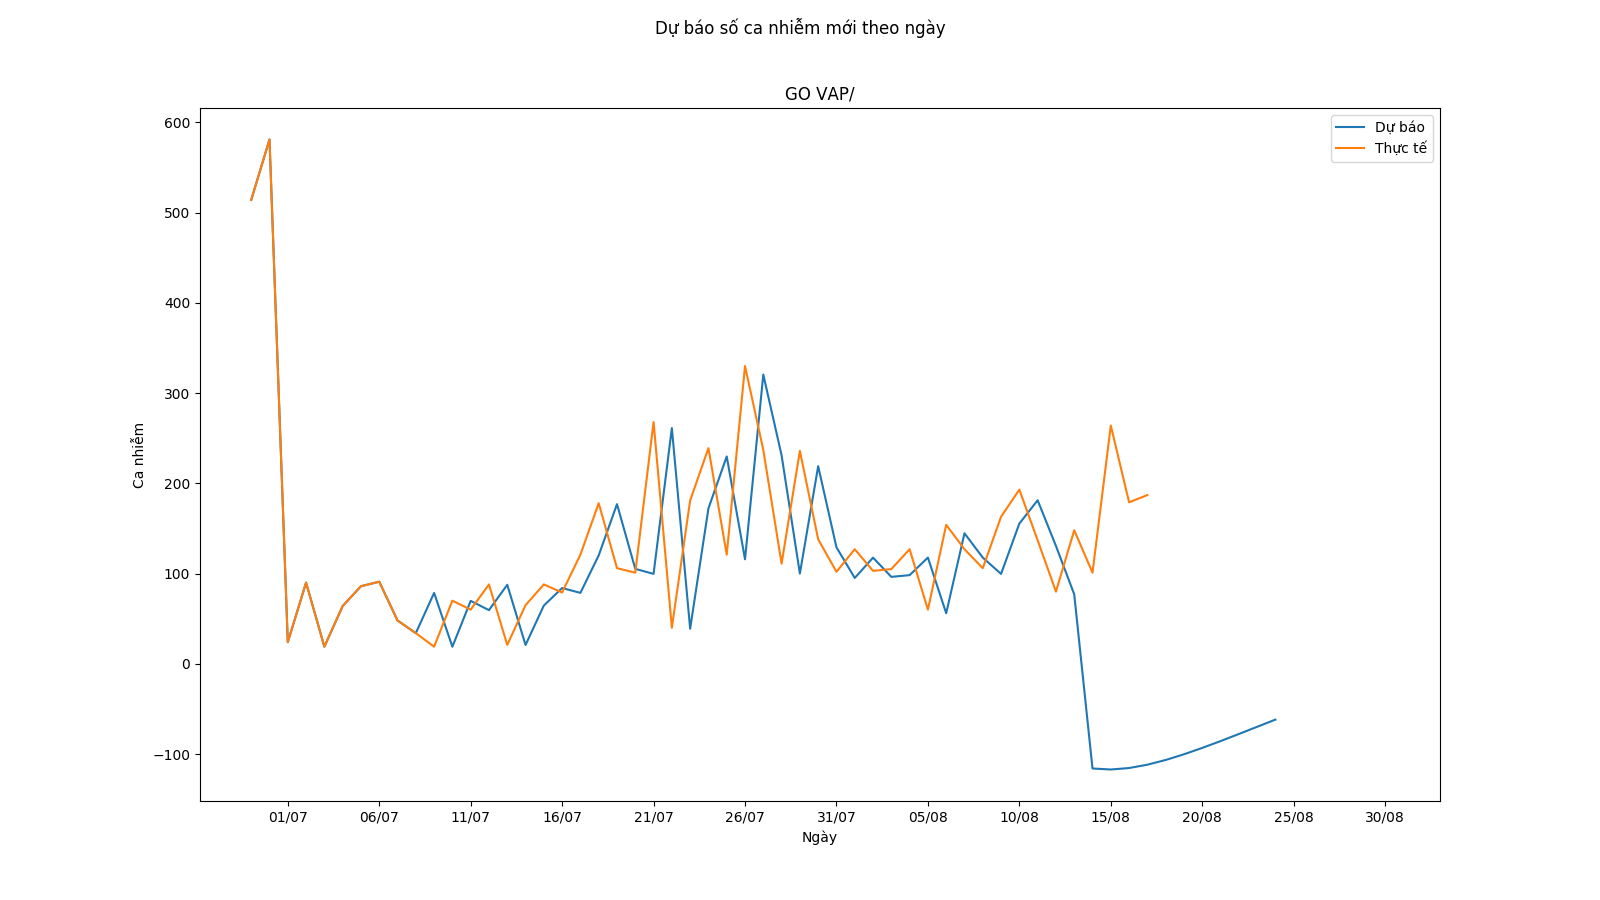 Dự báo số ca nhiễm mới theo ngày
GO VAP/
Dự báo
Thực tế
600
500
400
300
200
100
0
−100
Ca nhiễm
01/07 06/07 11/07 16/07 21/07 26/07 31/07 05/08 10/08 15/08 20/08 25/08 30/08
Ngày